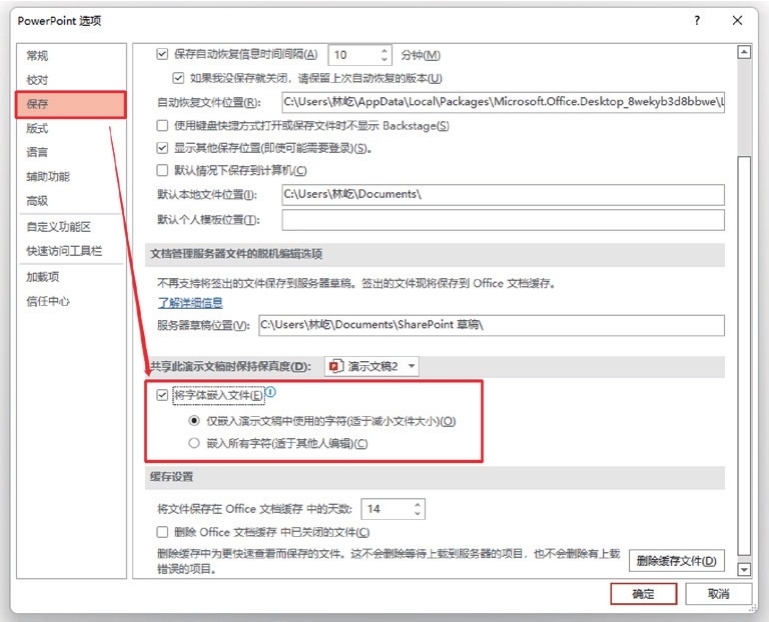 PowerPoint 选项
?
常规
校对
保存
版式
语言
辅助功能
高级
自定义功能区
快速访问工具栏
加载项
信任中心
保存自动恢复信息时间间隔(A) 10 分钟(M)
如果我没保存就关闭，请保留上次自动恢复的版本(U)
自动恢复文件位置(R): C:\Users\林屹\AppData\Local\Packages\Microsoft.Office.Desktop_8wekyb3d8bbwe\L
使用键盘快捷方式打开或保存文件时不显示 Backstage(S)
显示其他保存位置(即使可能需要登录)(S)。
默认情况下保存到计算机(C)
默认本地文件位置(I): C:\Users\林屹\Documents\
默认个人模板位置(T):
文档管理服务器文件的脱机编辑选项
不再支持将签出的文件保存到服务器草稿。签出的文件现将保存到 Office 文档缓存。
了解详细信息
服务器草稿位置(V): C:\Users\林屹\Documents\SharePoint 草稿\
共享此演示文稿时保持保真度(D): 演示文稿2
将字体嵌入文件(E)
仅嵌入演示文稿中使用的字符(适于减小文件大小)(O)
嵌入所有字符(适于其他人编辑)(C)
缓存设置
将文件保存在 Office 文档缓存 中的天数: 14
删除 Office 文档缓存 中已关闭的文件(C)
删除缓存中为更快速查看而保存的文件。这不会删除等待上载到服务器的项目，也不会删除有上载
错误的项目。
删除缓存文件(D)
确定
取消